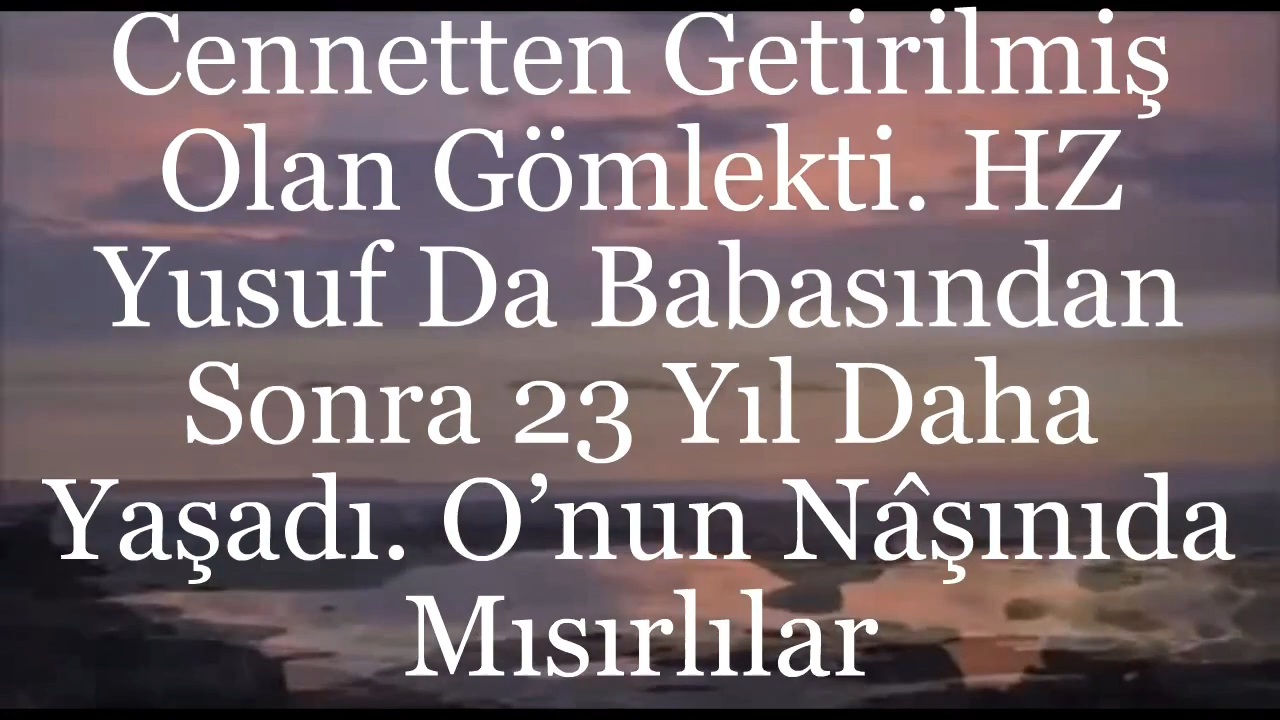 Cennetten Getirilmiş
Olan Gömlekti. HZ
Yusuf Da Babasından
Sonra 23 Yıl Daha
Yaşadı. O’nun Nâşınıda
Mısırlılar